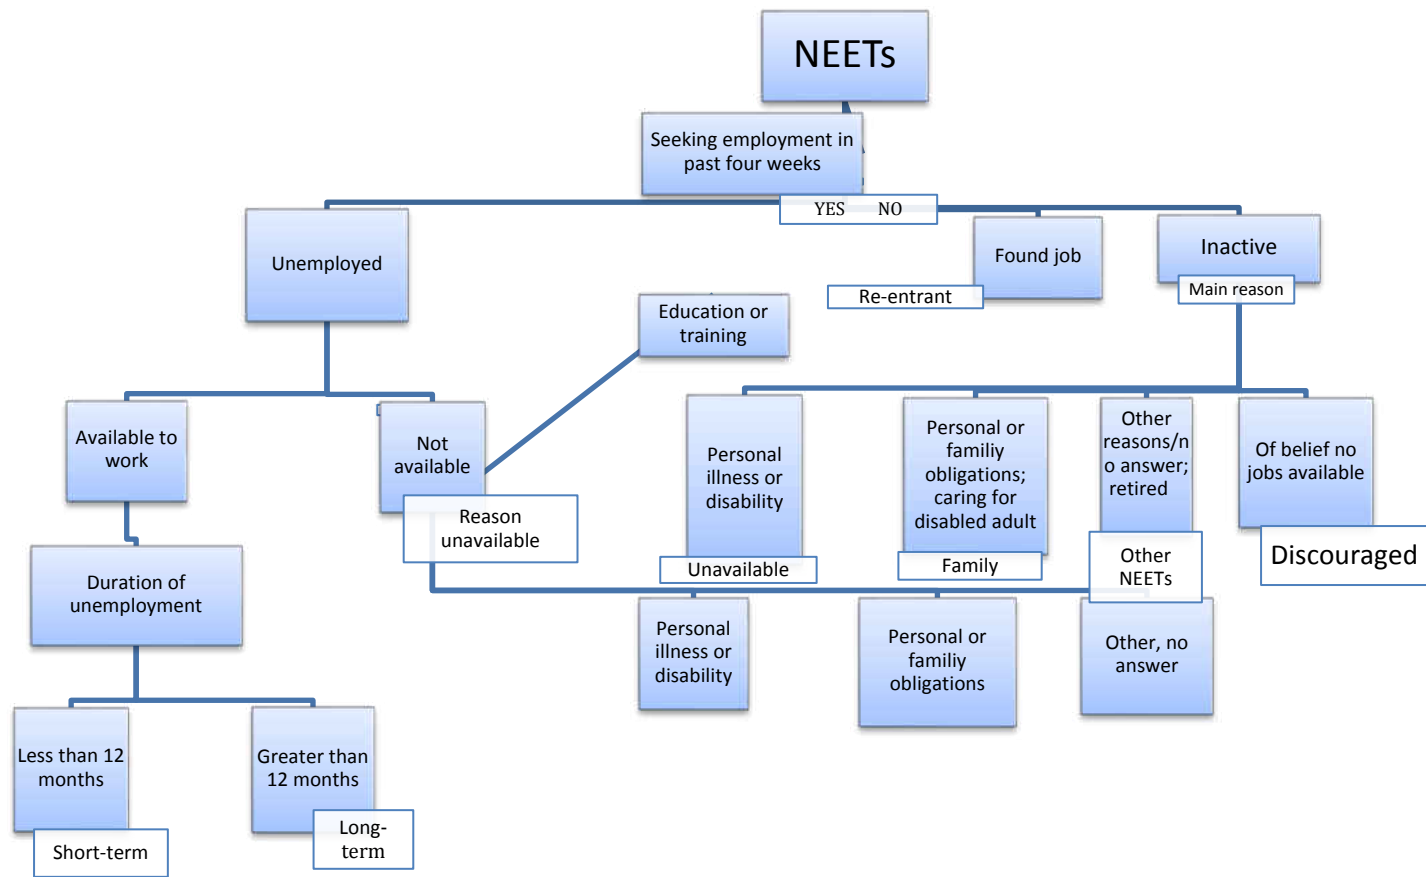 NEETs
Seeking employment in
past four weeks
YES NO
Unemployed
Found job
Re-entrant
Inactive
Main reason
Education or
training
Available to
work
Not
available
Reason
unavailable
Personal
illness or
disability
Unavailable
Personal or
familiy
obligations;
caring for
disabled adult
Family
Other
reasons/n
o answer;
retired
Other
NEETs
Of belief no
jobs available
Discouraged
Duration of
unemployment
Personal
illness or
disability
Personal or
familiy
obligations
Other, no
answer
Less than 12
months
Short-term
Greater than
12 months
Long-
term